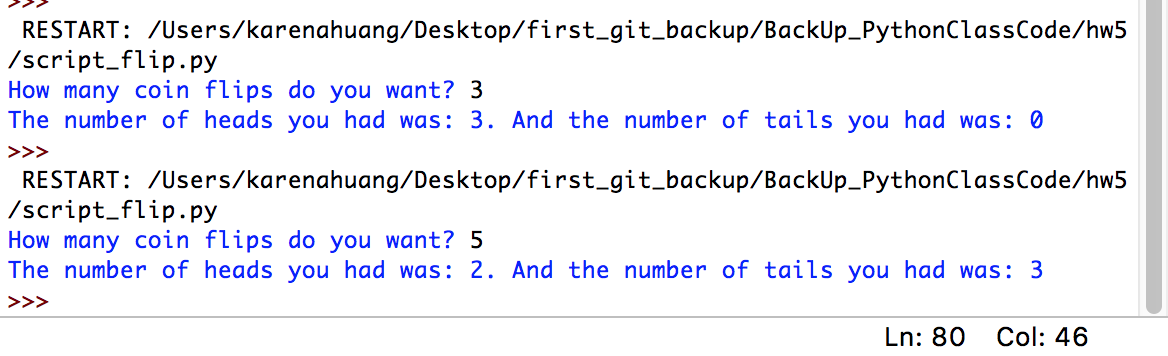 >>>
 RESTART: /Users/karenahuang/Desktop/first_git_backup/BackUp_PythonClassCode/hw5
/script_flip.py
How many coin flips do you want? 3
The number of heads you had was: 3. And the number of tails you had was: 0
>>>
 RESTART: /Users/karenahuang/Desktop/first_git_backup/BackUp_PythonClassCode/hw5
/script_flip.py
How many coin flips do you want? 5
The number of heads you had was: 2. And the number of tails you had was: 3
>>>
Ln: 80 Col: 46